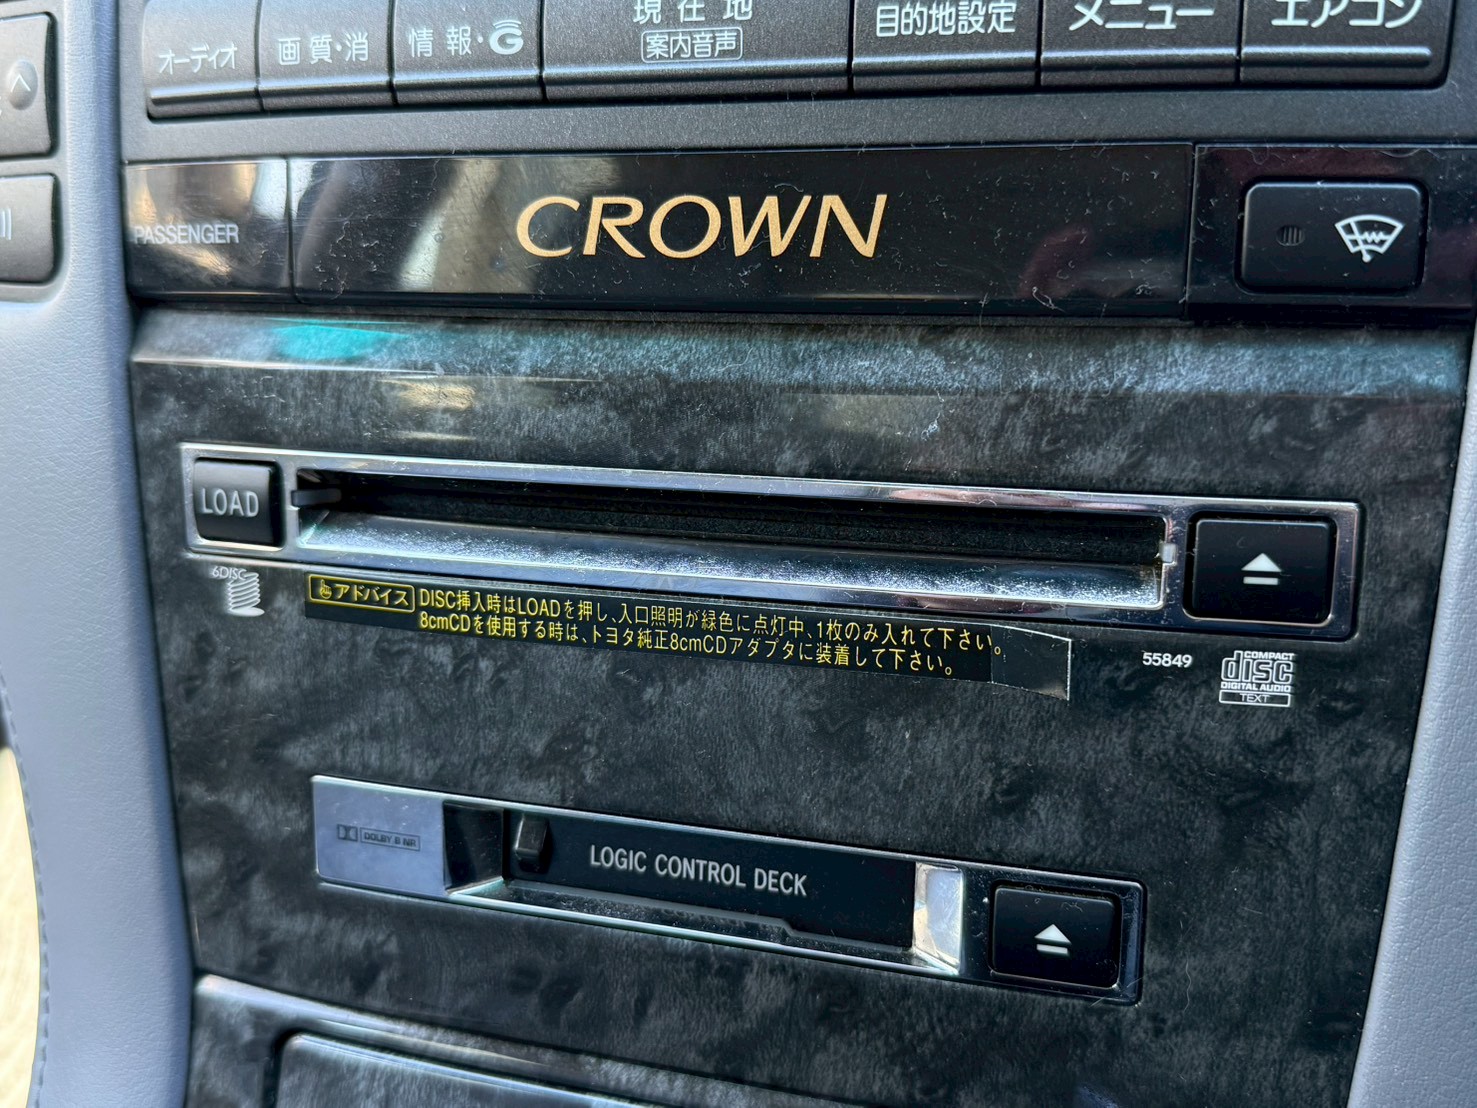 オーディオ
画質・消
情報・G
現在地
案内音声
目的地設定
メニュー
エアコン
PASSENGER
CROWN
LOAD
6DISC
アドバイス
DISC挿入時はLOADを押し、入口照明が緑色に点灯中、1枚のみ入れて下さい。
8cmCDを使用する時は、トヨタ純正8cmCDアダプタに装着して下さい。
55849
COMPACT
disc
DIGITAL AUDIO
TEXT
DOLBY B NR
LOGIC CONTROL DECK